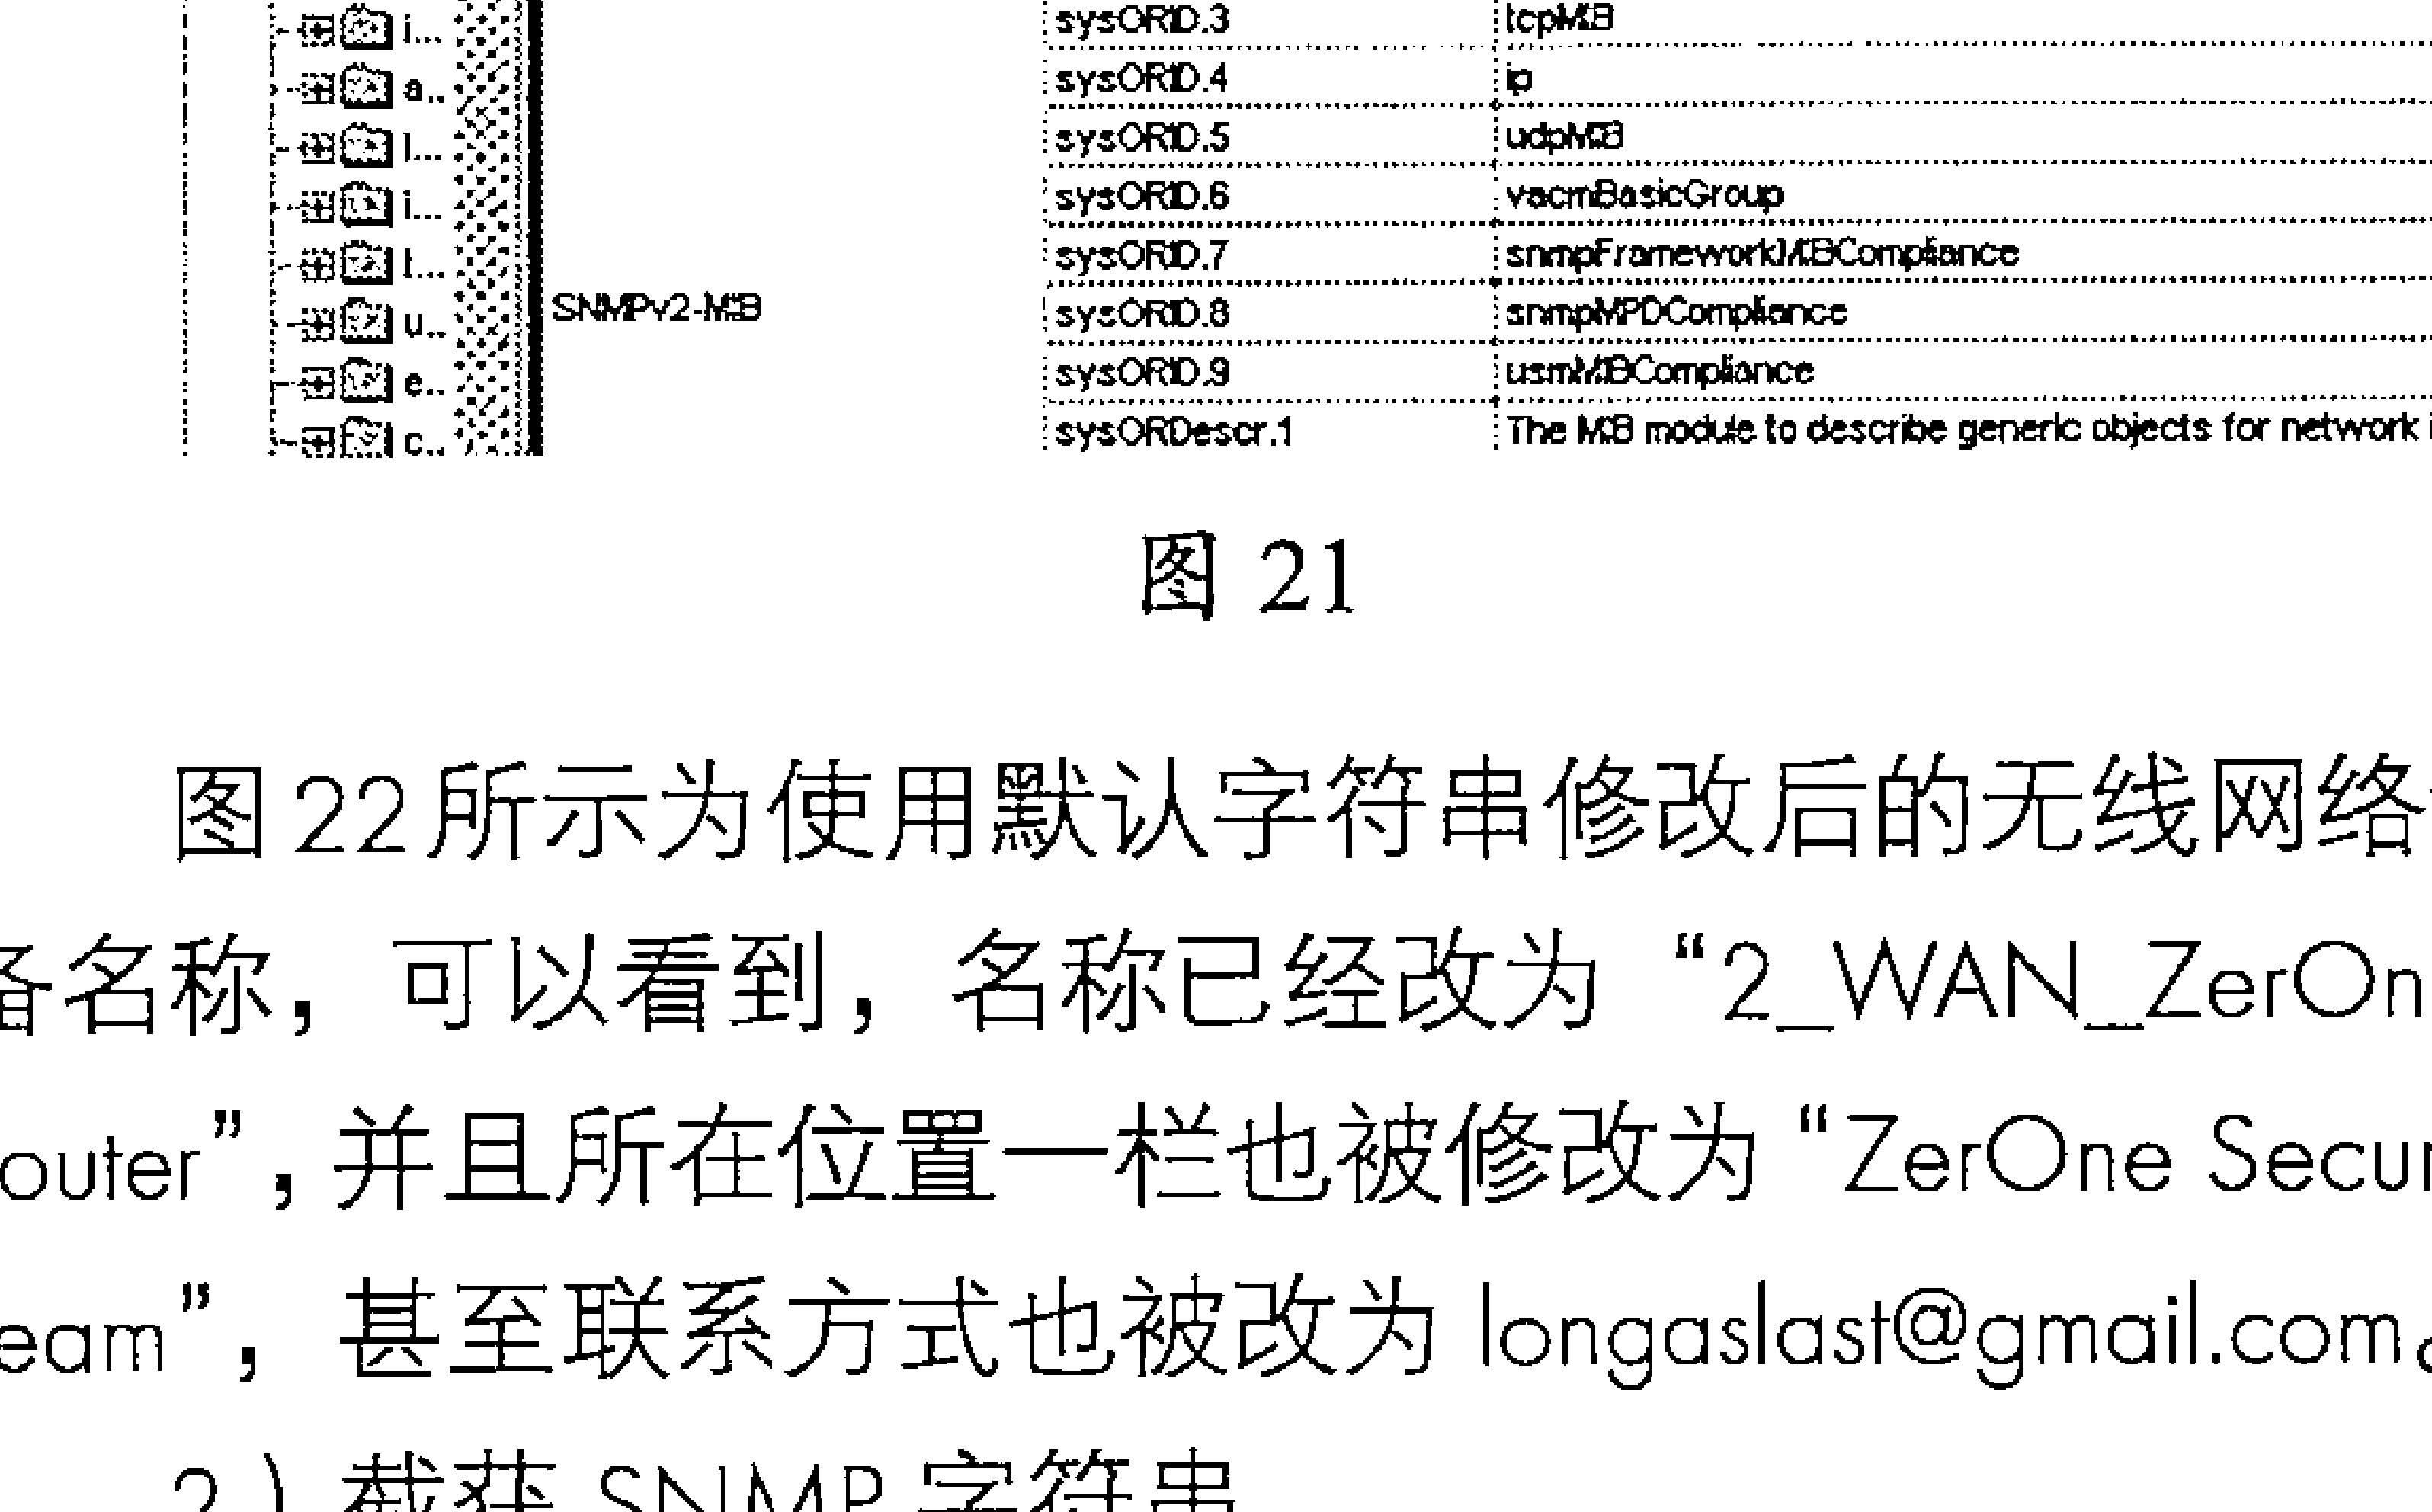 i... sysORID.3 tcpMIB
a.. sysORID.4 ip
l... sysORID.5 udpMIB
i... sysORID.6 vacmBasicGroup
l... sysORID.7 snmpFrameworkMIBCompliance
u.. SNMPv2-MIB sysORID.8 snmpMPDCompliance
e.. sysORID.9 usmMIBCompliance
c.. sysORDescr.1 The MIB module to describe generic objects for network i
图 21
图22所示为使用默认字符串修改后的无线网络
备名称，可以看到，名称已经改为“2_WAN_ZerOn
outer”，并且所在位置一栏也被修改为“ZerOne Secur
eam”，甚至联系方式也被改为 longaslast@gmail.com。
2）截获 SNMP 字符串